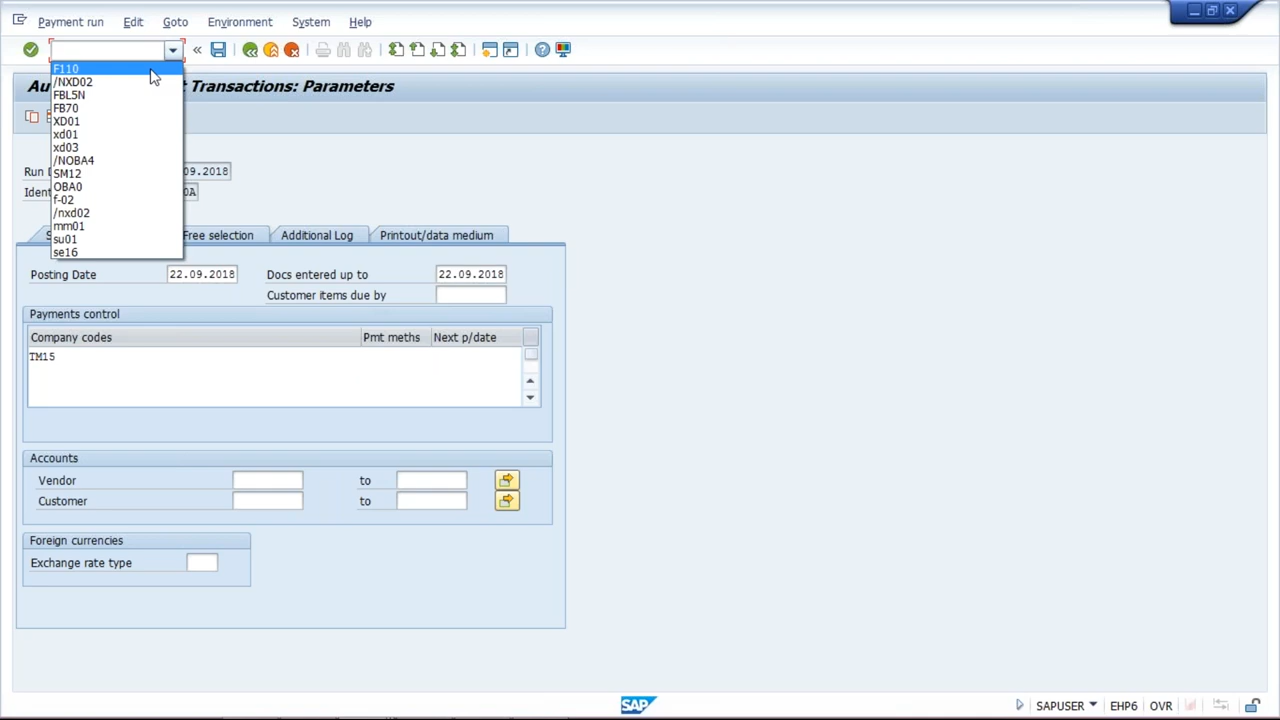 Payment run Edit Goto Environment System Help
F110
/NXD02
FBL5N
FB70
XD01
xd01
xd03
/NOBA4
SM12
OBA0
f-02
/nxd02
mm01
su01
se16
Au Transactions: Parameters
Run D 09.2018
Ident 0A
S Free selection Additional Log Printout/data medium
Posting Date 22.09.2018 Docs entered up to 22.09.2018
Customer items due by
Payments control
Company codes Pmt meths Next p/date
TM15
Accounts
Vendor to
Customer to
Foreign currencies
Exchange rate type
SAP SAPUSER EHP6 OVR